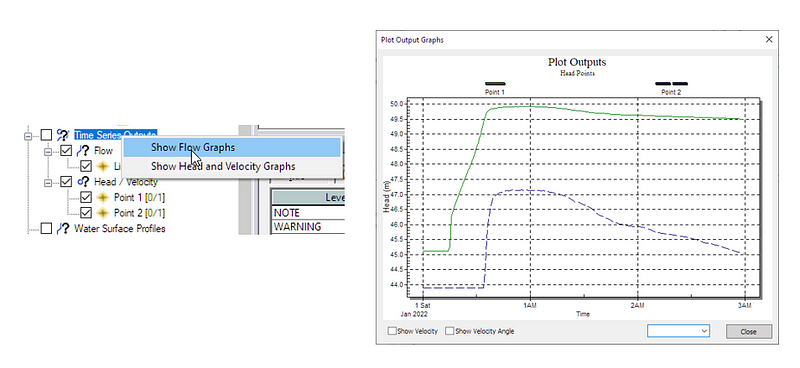 Time Series Outputs
Flow
Show Flow Graphs
Show Head and Velocity Graphs
Head / Velocity
Point 1 [0/1]
Point 2 [0/1]
Water Surface Profiles
NOTE
WARNING
Plot Output Graphs
Plot Outputs
Head Points
Point 1
Point 2
50.0
49.5
49.0
48.5
48.0
47.5
47.0
46.5
46.0
45.5
45.0
44.5
44.0
Head (m)
1 Sat
1AM
2AM
3AM
Jan 2022
Time
Show Velocity
Show Velocity Angle
Close